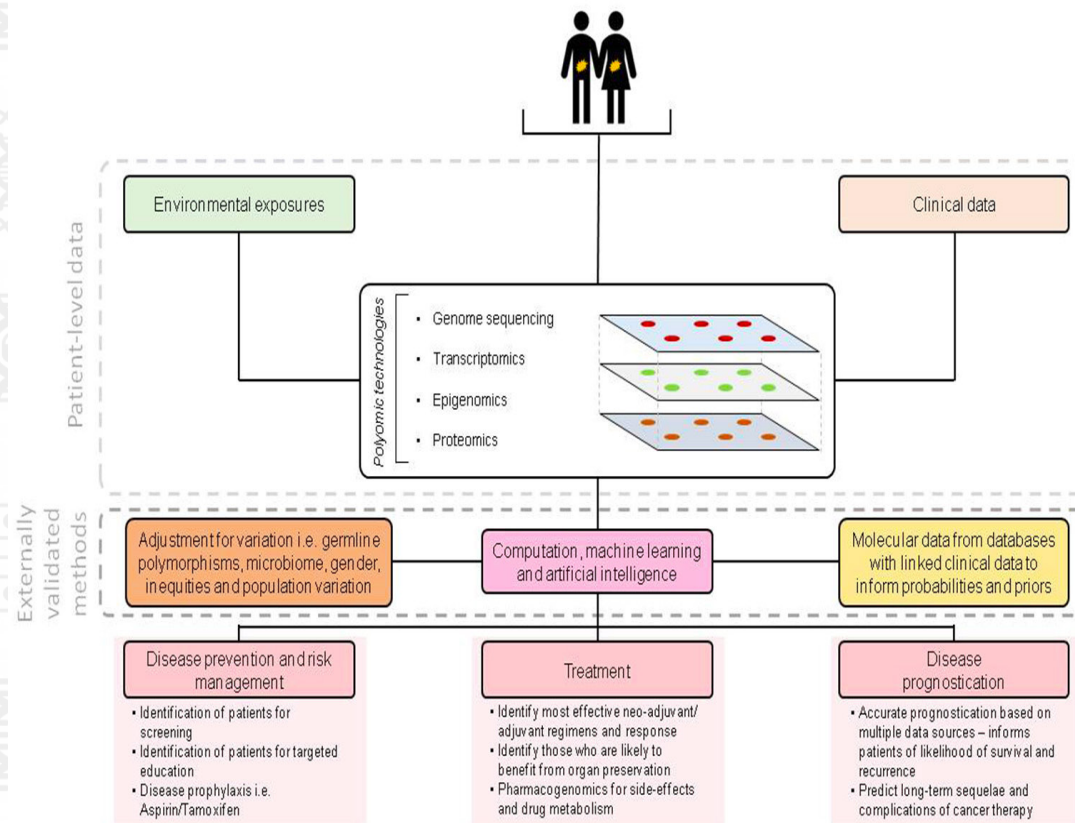 Environmental exposures
Clinical data
Patient-level data
Polyomic technologies
▪ Genome sequencing
▪ Transcriptomics
▪ Epigenomics
▪ Proteomics
Externally
validated
methods
Adjustment for variation i.e. germline
polymorphisms, microbiome, gender,
in equities and population variation
Computation, machine learning
and artificial intelligence
Molecular data from databases
with linked clinical data to
inform probabilities and priors
Disease prevention and risk
management
▪ Identification of patients for
screening
▪ Identification of patients for targeted
education
▪ Disease prophylaxis i.e.
Aspirin/Tamoxifen
Treatment
▪ Identify most effective neo-adjuvant/
adjuvant regimens and response
▪ Identify those who are likely to
benefit from organ preservation
▪ Pharmacogenomics for side-effects
and drug metabolism
Disease
prognostication
▪ Accurate prognostication based on
multiple data sources – informs
patients of likelihood of survival and
recurrence
▪ Predict long-term sequelae and
complications of cancer therapy